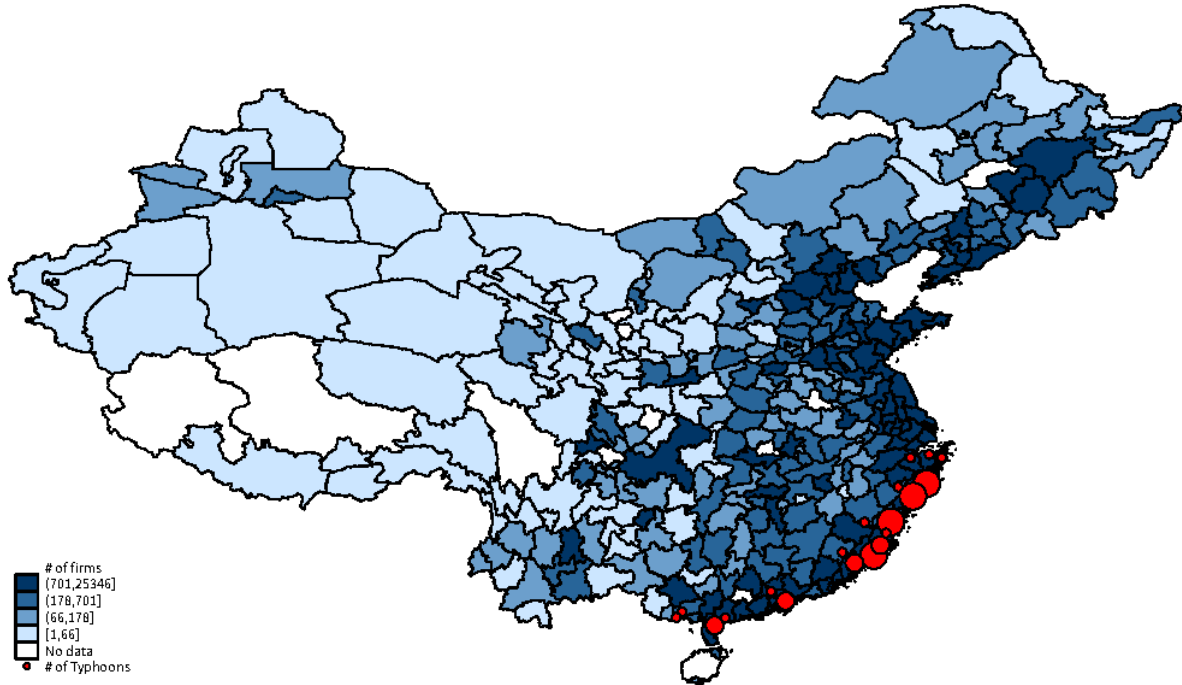 # of firms
(701,25346]
(178,701]
(66,178]
[1,66]
No data
# of Typhoons